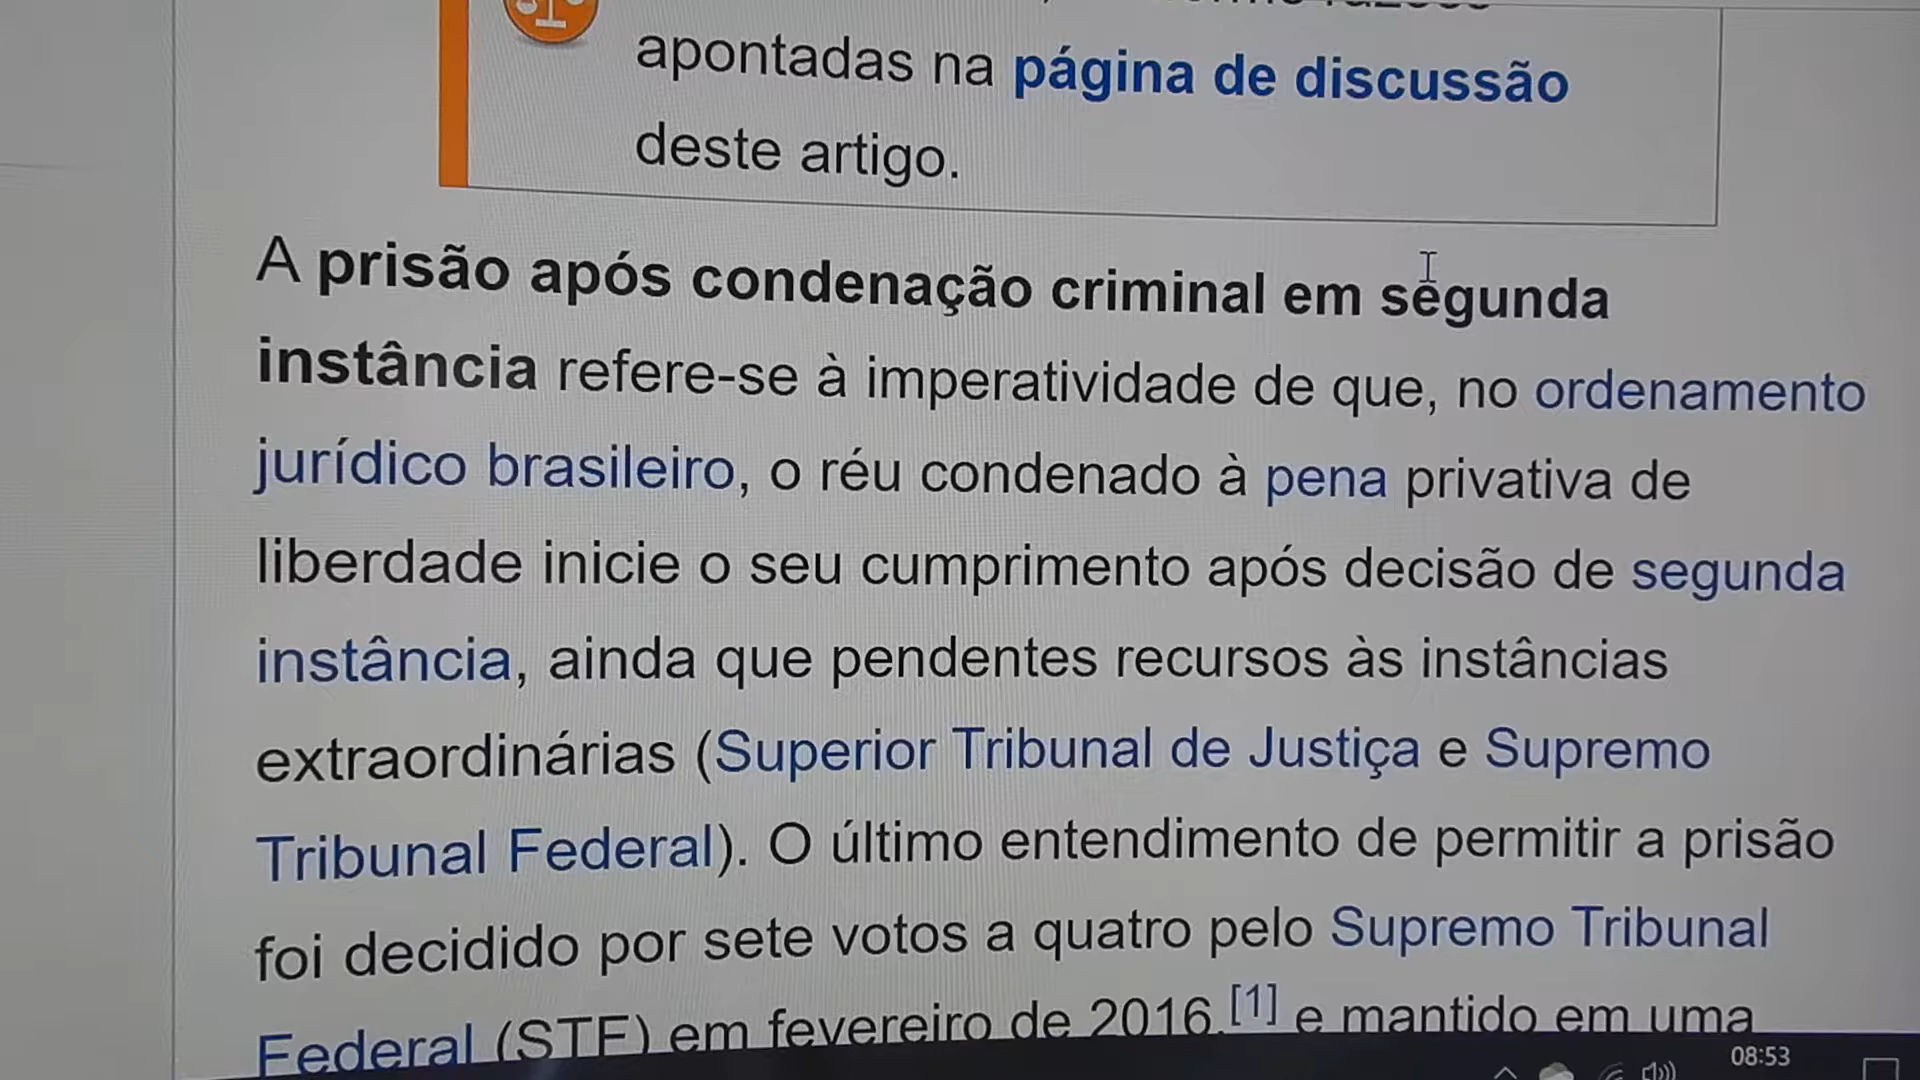 apontadas na página de discussão
deste artigo.
A prisão após condenação criminal em segunda
instância refere-se à imperatividade de que, no ordenamento
jurídico brasileiro, o réu condenado à pena privativa de
liberdade inicie o seu cumprimento após decisão de segunda
instância, ainda que pendentes recursos às instâncias
extraordinárias (Superior Tribunal de Justiça e Supremo
Tribunal Federal). O último entendimento de permitir a prisão
foi decidido por sete votos a quatro pelo Supremo Tribunal
Federal (STF) em fevereiro de 2016,[1] e mantido em uma
08:53